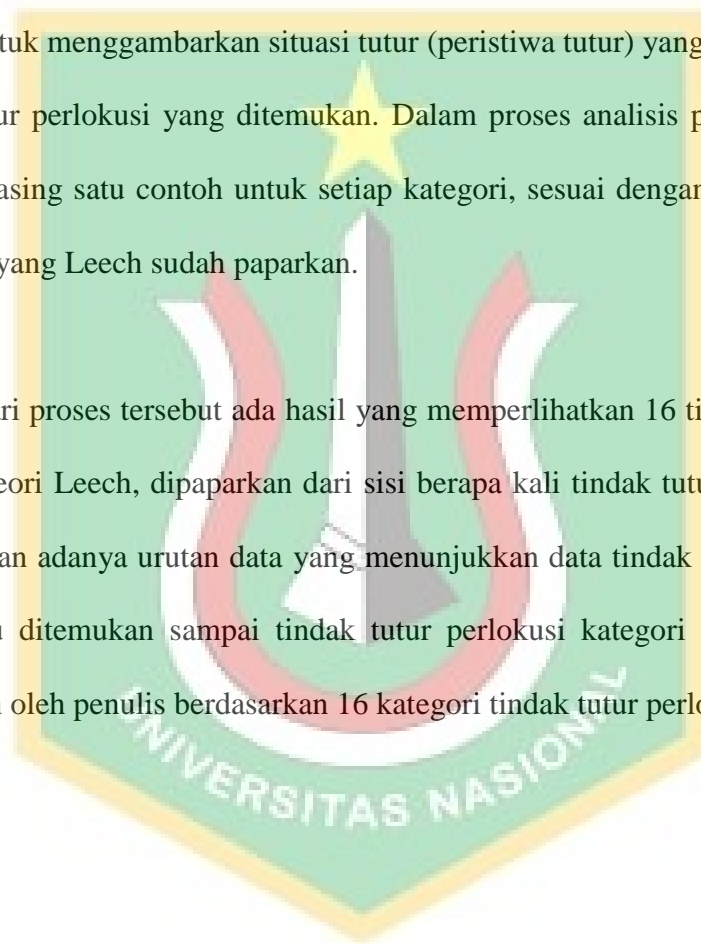 tuk menggambarkan situasi tutur (peristiwa tutur) yang
ur perlokusi yang ditemukan. Dalam proses analisis p
asing satu contoh untuk setiap kategori, sesuai dengan
yang Leech sudah paparkan.
ri proses tersebut ada hasil yang memperlihatkan 16 ti
eori Leech, dipaparkan dari sisi berapa kali tindak tutu
an adanya urutan data yang menunjukkan data tindak
u ditemukan sampai tindak tutur perlokusi kategori
n oleh penulis berdasarkan 16 kategori tindak tutur perlo
UNIVERSITAS NASIONAL